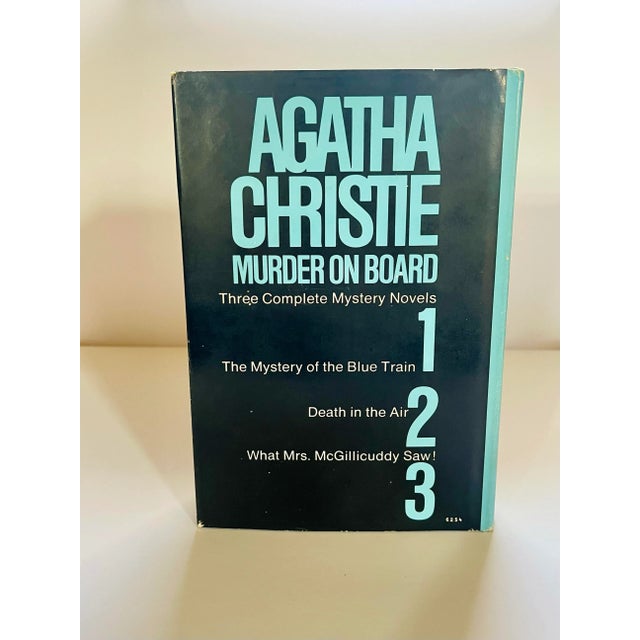 AGATHA
CHRISTIE
MURDER ON BOARD
Three Complete Mystery Novels
1
The Mystery of the Blue Train
2
Death in the Air
What Mrs. McGillicuddy Saw!
3
6254